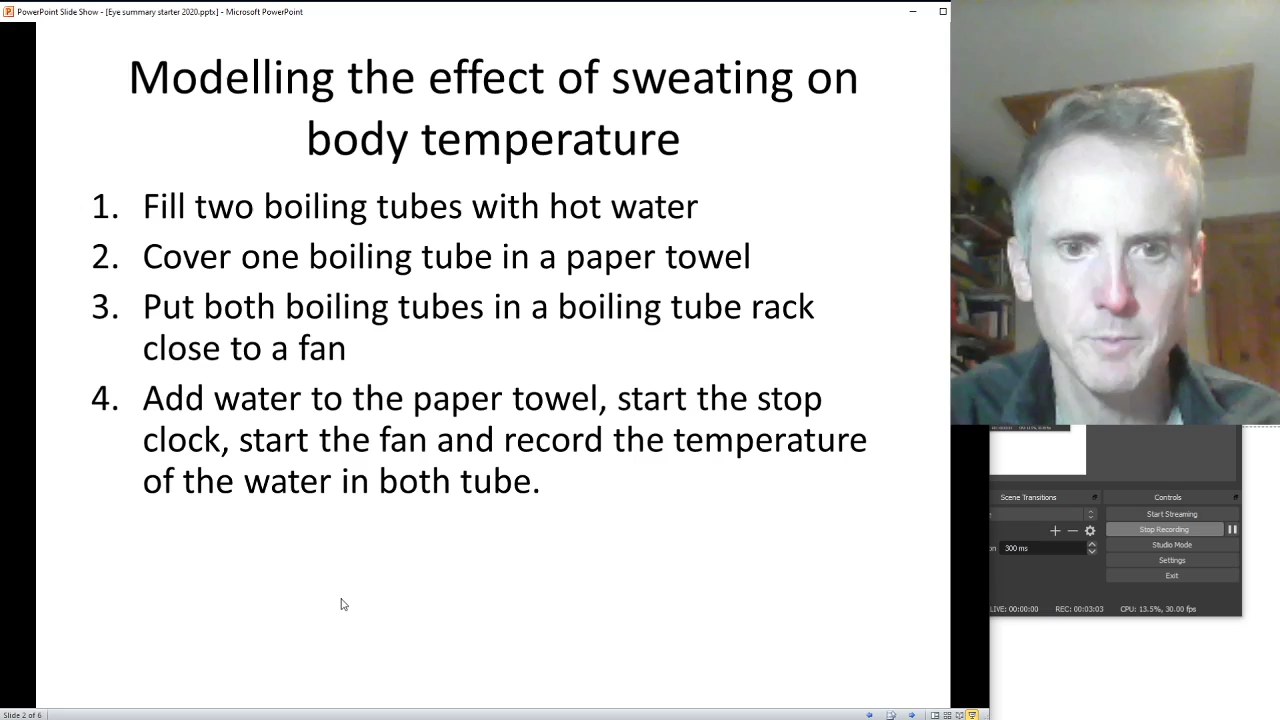 PowerPoint Slide Show - [Eye summary starter 2020.pptx] - Microsoft PowerPoint
Modelling the effect of sweating on
body temperature
1. Fill two boiling tubes with hot water
2. Cover one boiling tube in a paper towel
3. Put both boiling tubes in a boiling tube rack
close to a fan
4. Add water to the paper towel, start the stop
clock, start the fan and record the temperature
of the water in both tube.
Scene Transitions
Controls
Start Streaming
Stop Recording
Studio Mode
300 ms
Settings
Exit
LIVE: 00:00:00 REC: 00:03:03 CPU: 13.5%, 30.00 fps
Slide 2 of 6